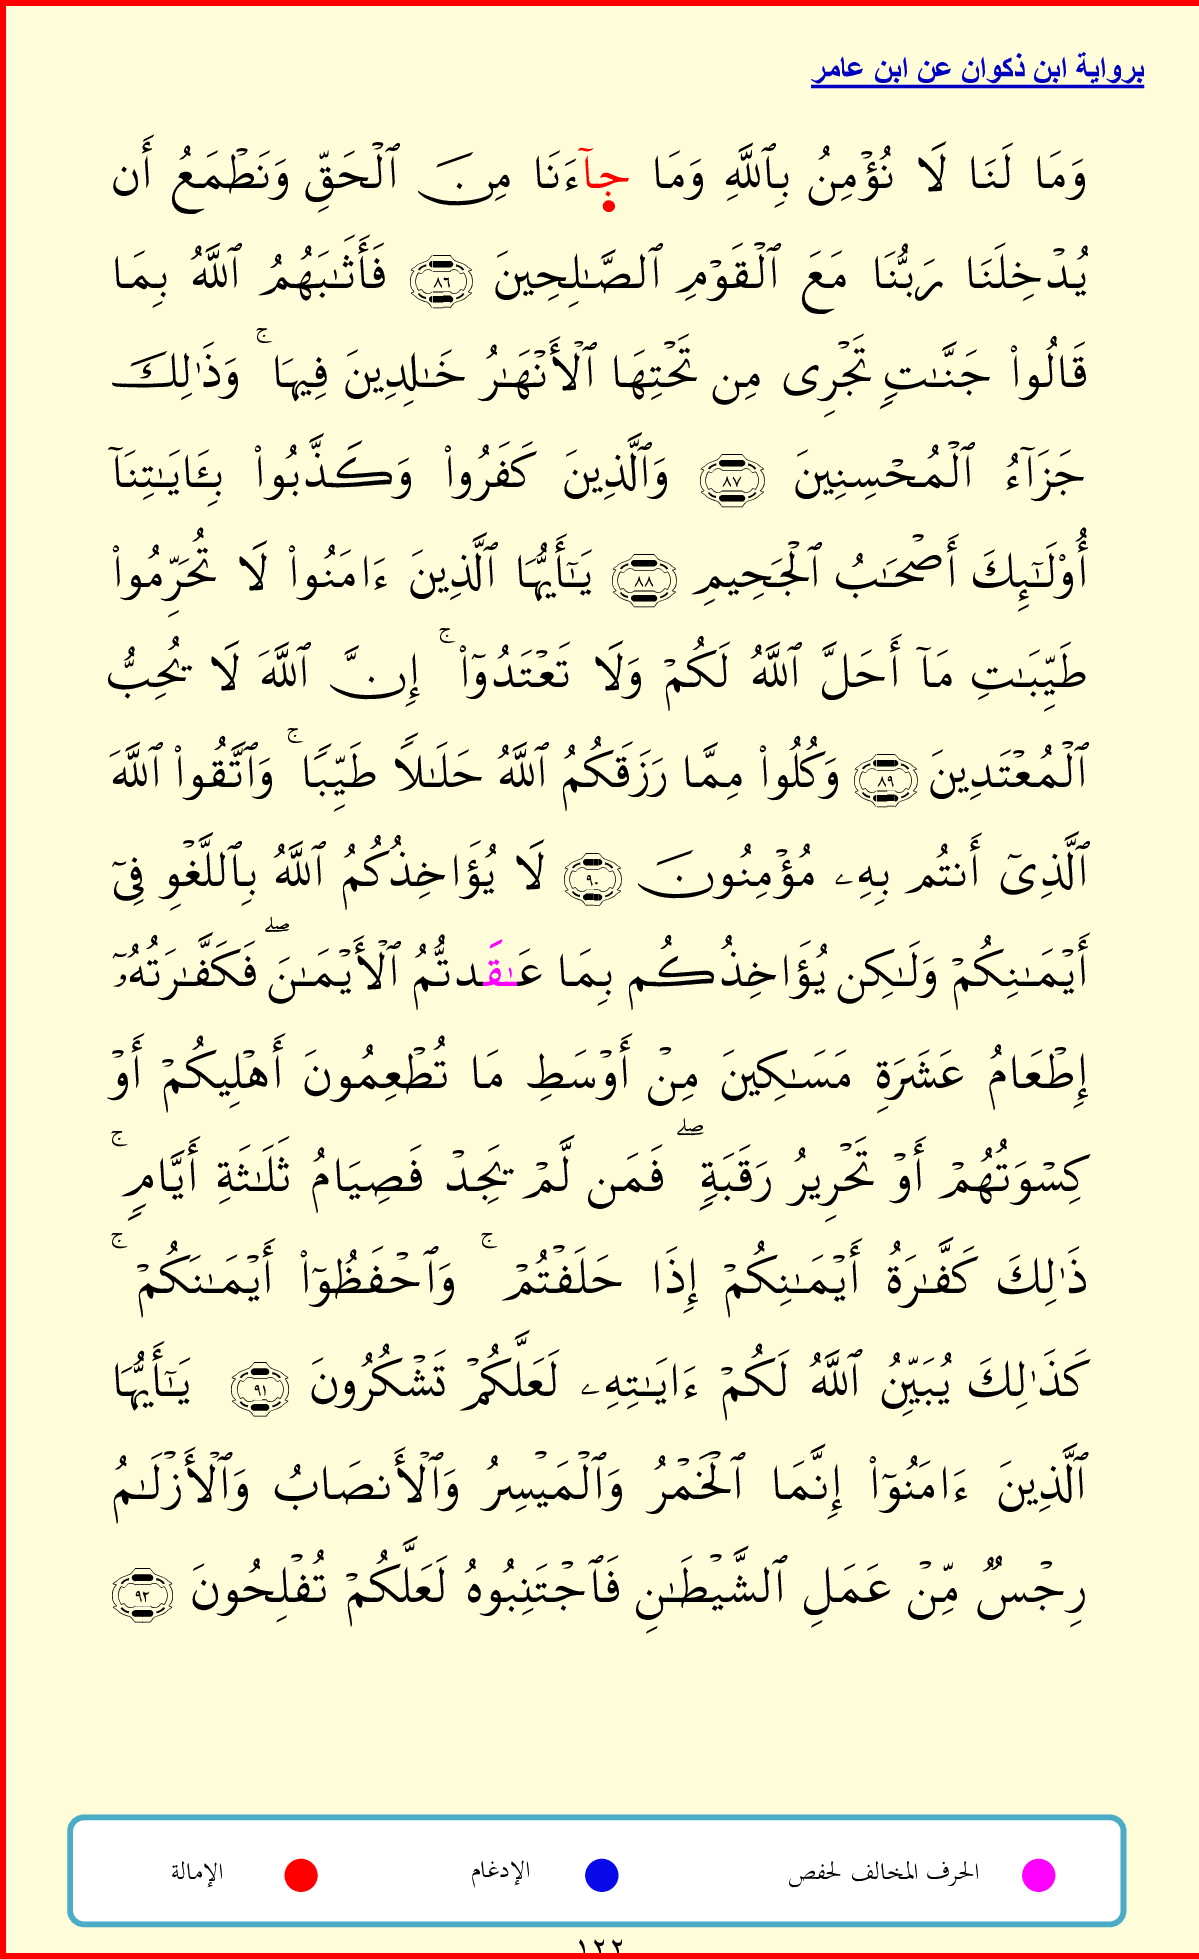 برواية ابن ذكوان عن ابن عامر
وَمَا لَنَا لَا نُؤْمِنُ بِٱللَّهِ وَمَا جِآءَنَا مِنَ ٱلْحَقِّ وَنَطْمَعُ أَن
يُدْخِلَنَا رَبُّنَا مَعَ ٱلْقَوْمِ ٱلصَّـٰلِحِينَ ٨٦ فَأَثَـٰبَهُمُ ٱللَّهُ بِمَا
قَالُوا۟ جَنَّـٰتٍ تَجْرِى مِن تَحْتِهَا ٱلْأَنْهَـٰرُ خَـٰلِدِينَ فِيهَا ۚ وَذَٰلِكَ
جَزَآءُ ٱلْمُحْسِنِينَ ٨٧ وَٱلَّذِينَ كَفَرُوا۟ وَكَذَّبُوا۟ بِـَٔايَـٰتِنَآ
أُو۟لَـٰٓئِكَ أَصْحَـٰبُ ٱلْجَحِيمِ ٨٨ يَـٰٓأَيُّهَا ٱلَّذِينَ ءَامَنُوا۟ لَا تُحَرِّمُوا۟
طَيِّبَـٰتِ مَآ أَحَلَّ ٱللَّهُ لَكُمْ وَلَا تَعْتَدُوٓا۟ ۚ إِنَّ ٱللَّهَ لَا يُحِبُّ
ٱلْمُعْتَدِينَ ٨٩ وَكُلُوا۟ مِمَّا رَزَقَكُمُ ٱللَّهُ حَلَـٰلًا طَيِّبًا ۚ وَٱتَّقُوا۟ ٱللَّهَ
ٱلَّذِىٓ أَنتُم بِهِۦ مُؤْمِنُونَ ٩٠ لَا يُؤَاخِذُكُمُ ٱللَّهُ بِٱللَّغْوِ فِىٓ
أَيْمَـٰنِكُمْ وَلَـٰكِن يُؤَاخِذُكُم بِمَا عَـٰقَدتُّمُ ٱلْأَيْمَـٰنَ ۖ فَكَفَّـٰرَتُهُۥٓ
إِطْعَامُ عَشَرَةِ مَسَـٰكِينَ مِنْ أَوْسَطِ مَا تُطْعِمُونَ أَهْلِيكُمْ أَوْ
كِسْوَتُهُمْ أَوْ تَحْرِيرُ رَقَبَةٍ ۖ فَمَن لَّمْ يَجِدْ فَصِيَامُ ثَلَـٰثَةِ أَيَّامٍ ۚ
ذَٰلِكَ كَفَّـٰرَةُ أَيْمَـٰنِكُمْ إِذَا حَلَفْتُمْ ۚ وَٱحْفَظُوٓا۟ أَيْمَـٰنَكُمْ ۚ
كَذَٰلِكَ يُبَيِّنُ ٱللَّهُ لَكُمْ ءَايَـٰتِهِۦ لَعَلَّكُمْ تَشْكُرُونَ ٩١ يَـٰٓأَيُّهَا
ٱلَّذِينَ ءَامَنُوٓا۟ إِنَّمَا ٱلْخَمْرُ وَٱلْمَيْسِرُ وَٱلْأَنصَابُ وَٱلْأَزْلَـٰمُ
رِجْسٌ مِّنْ عَمَلِ ٱلشَّيْطَـٰنِ فَٱجْتَنِبُوهُ لَعَلَّكُمْ تُفْلِحُونَ ٩٢
الحرف المخالف لحفص الإدغام الإمالة
١٢٢